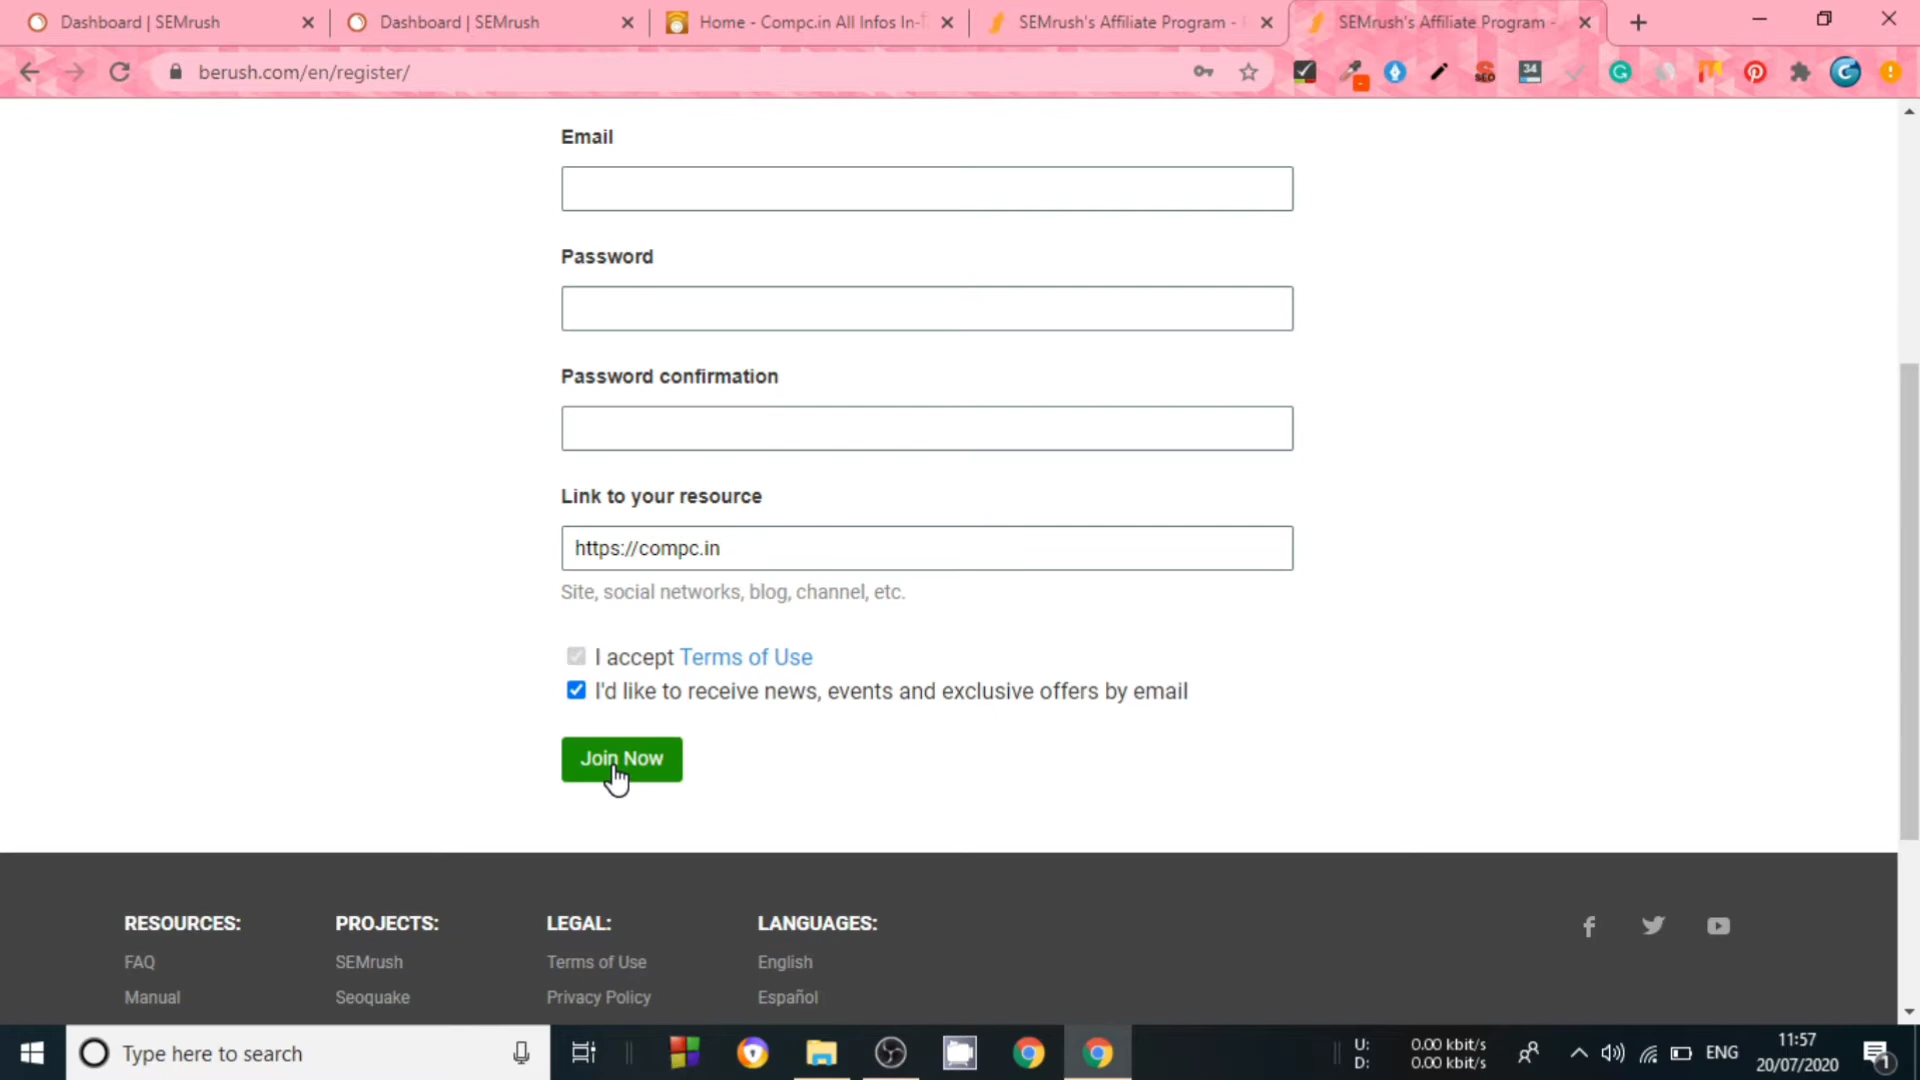 Dashboard | SEMrush
Dashboard | SEMrush
Home - Compc.in All Infos In-
SEMrush's Affiliate Program -
SEMrush's Affiliate Program -
berush.com/en/register/
SEO
34
Email
Password
Password confirmation
Link to your resource
https://compc.in
Site, social networks, blog, channel, etc.
I accept Terms of Use
I'd like to receive news, events and exclusive offers by email
Join Now
RESOURCES: PROJECTS: LEGAL: LANGUAGES:
FAQ SEMrush Terms of Use English
Manual Seoquake Privacy Policy Español
Type here to search
U: 0.00 kbit/s
D: 0.00 kbit/s
ENG
11:57
20/07/2020
1